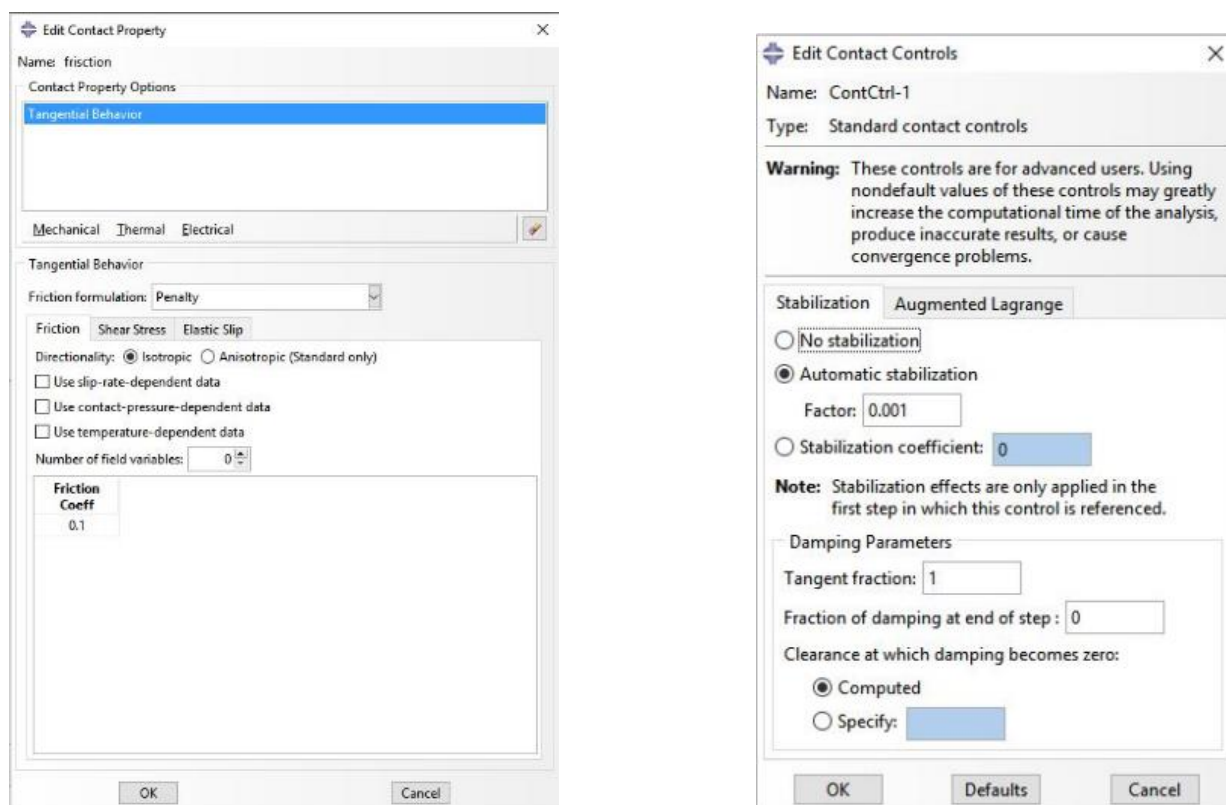 Edit Contact Property
Name: frisction
Contact Property Options
Tangential Behavior
Mechanical Thermal Electrical
Tangential Behavior
Friction formulation: Penalty
Friction Shear Stress Elastic Slip
Directionality: Isotropic Anisotropic (Standard only)
Use slip-rate-dependent data
Use contact-pressure-dependent data
Use temperature-dependent data
Number of field variables: 0
Friction
Coeff
0.1
OK Cancel
Edit Contact Controls
Name: ContCtrl-1
Type: Standard contact controls
Warning: These controls are for advanced users. Using
nondefault values of these controls may greatly
increase the computational time of the analysis,
produce inaccurate results, or cause
convergence problems.
Stabilization Augmented Lagrange
No stabilization
Automatic stabilization
Factor: 0.001
Stabilization coefficient: 0
Note: Stabilization effects are only applied in the
first step in which this control is referenced.
Damping Parameters
Tangent fraction: 1
Fraction of damping at end of step : 0
Clearance at which damping becomes zero:
Computed
Specify:
OK Defaults Cancel